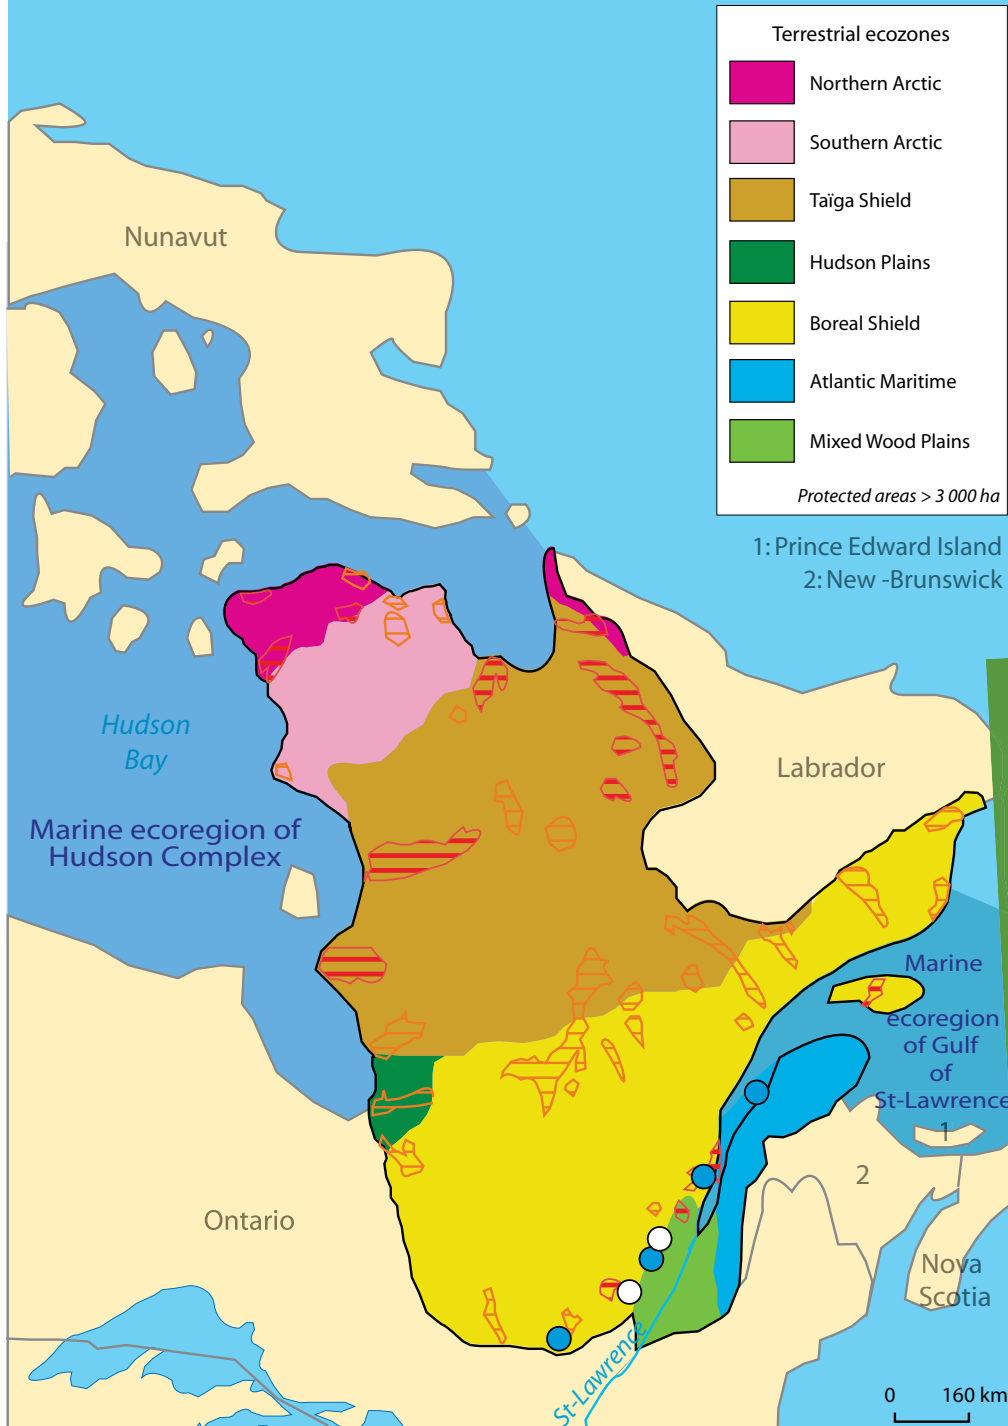 Terrestrial ecozones
Northern Arctic
Southern Arctic
Taïga Shield
Hudson Plains
Boreal Shield
Atlantic Maritime
Mixed Wood Plains
Protected areas > 3 000 ha
1: Prince Edward Island
2: New -Brunswick
Nunavut
Hudson
Bay
Marine ecoregion of
Hudson Complex
Labrador
Marine
ecoregion
of Gulf
of
St-Lawrence
1
2
Ontario
Nova
Scotia
St-Lawrence
0 160 km